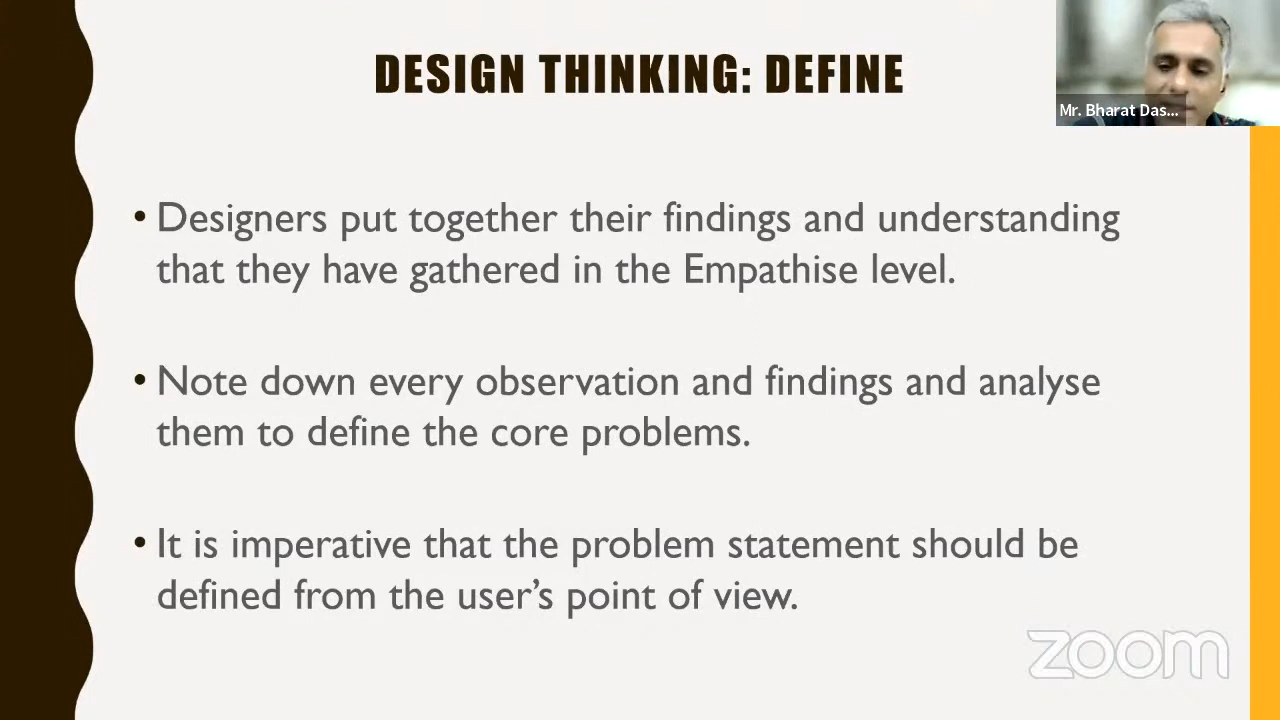 DESIGN THINKING: DEFINE
Mr. Bharat Das...
• Designers put together their findings and understanding
that they have gathered in the Empathise level.
• Note down every observation and findings and analyse
them to define the core problems.
• It is imperative that the problem statement should be
defined from the user’s point of view.
zoom